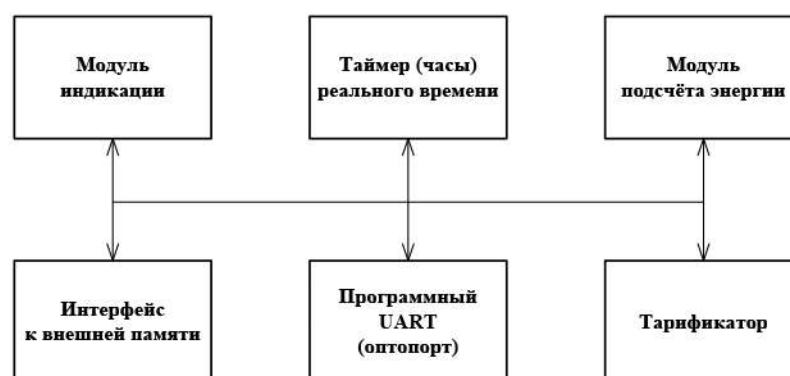 Модуль
индикации
Таймер (часы)
реального времени
Модуль
подсчёта энергии
Интерфейс
к внешней памяти
Программный
UART
(оптопорт)
Тарификатор